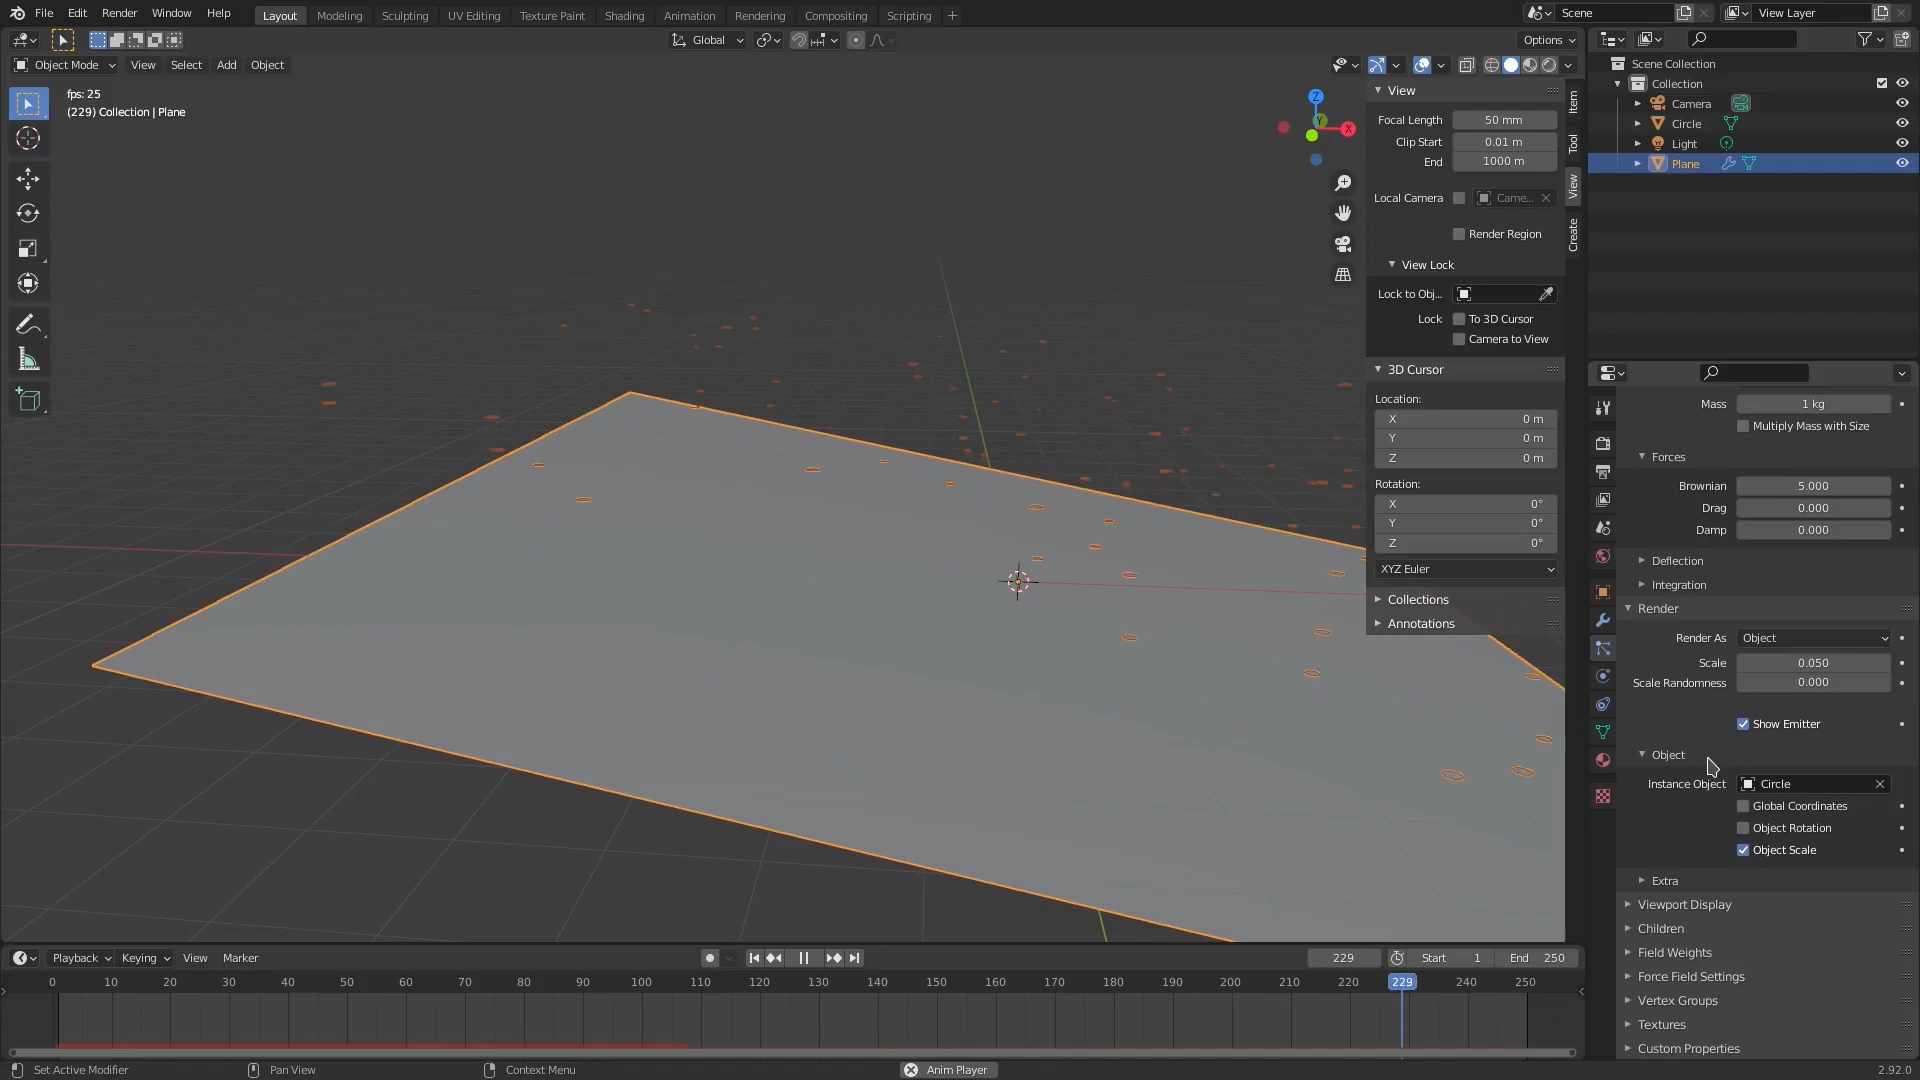 File Edit Render Window Help Layout Modeling Sculpting UV Editing Texture Paint Shading Animation Rendering Compositing Scripting + Scene View Layer
Global Options
Object Mode View Select Add Object
fps: 25
(229) Collection | Plane
Z
Y
X
View
Focal Length 50 mm
Clip Start 0.01 m
End 1000 m
Local Camera Came...
Render Region
View Lock
Lock to Obj...
Lock To 3D Cursor
Camera to View
3D Cursor
Location:
X 0 m
Y 0 m
Z 0 m
Rotation:
X 0°
Y 0°
Z 0°
XYZ Euler
Collections
Annotations
Item
Tool
View
Create
Scene Collection
Collection
Camera
Circle
Light
Plane
Mass 1 kg
Multiply Mass with Size
Forces
Brownian 5.000
Drag 0.000
Damp 0.000
Deflection
Integration
Render
Render As Object
Scale 0.050
Scale Randomness 0.000
Show Emitter
Object
Instance Object Circle
Global Coordinates
Object Rotation
Object Scale
Extra
Viewport Display
Children
Field Weights
Force Field Settings
Vertex Groups
Textures
Custom Properties
Playback Keying View Marker 229 Start 1 End 250
0 10 20 30 40 50 60 70 80 90 100 110 120 130 140 150 160 170 180 190 200 210 220 229 240 250
Set Active Modifier Pan View Context Menu Anim Player 2.92.0